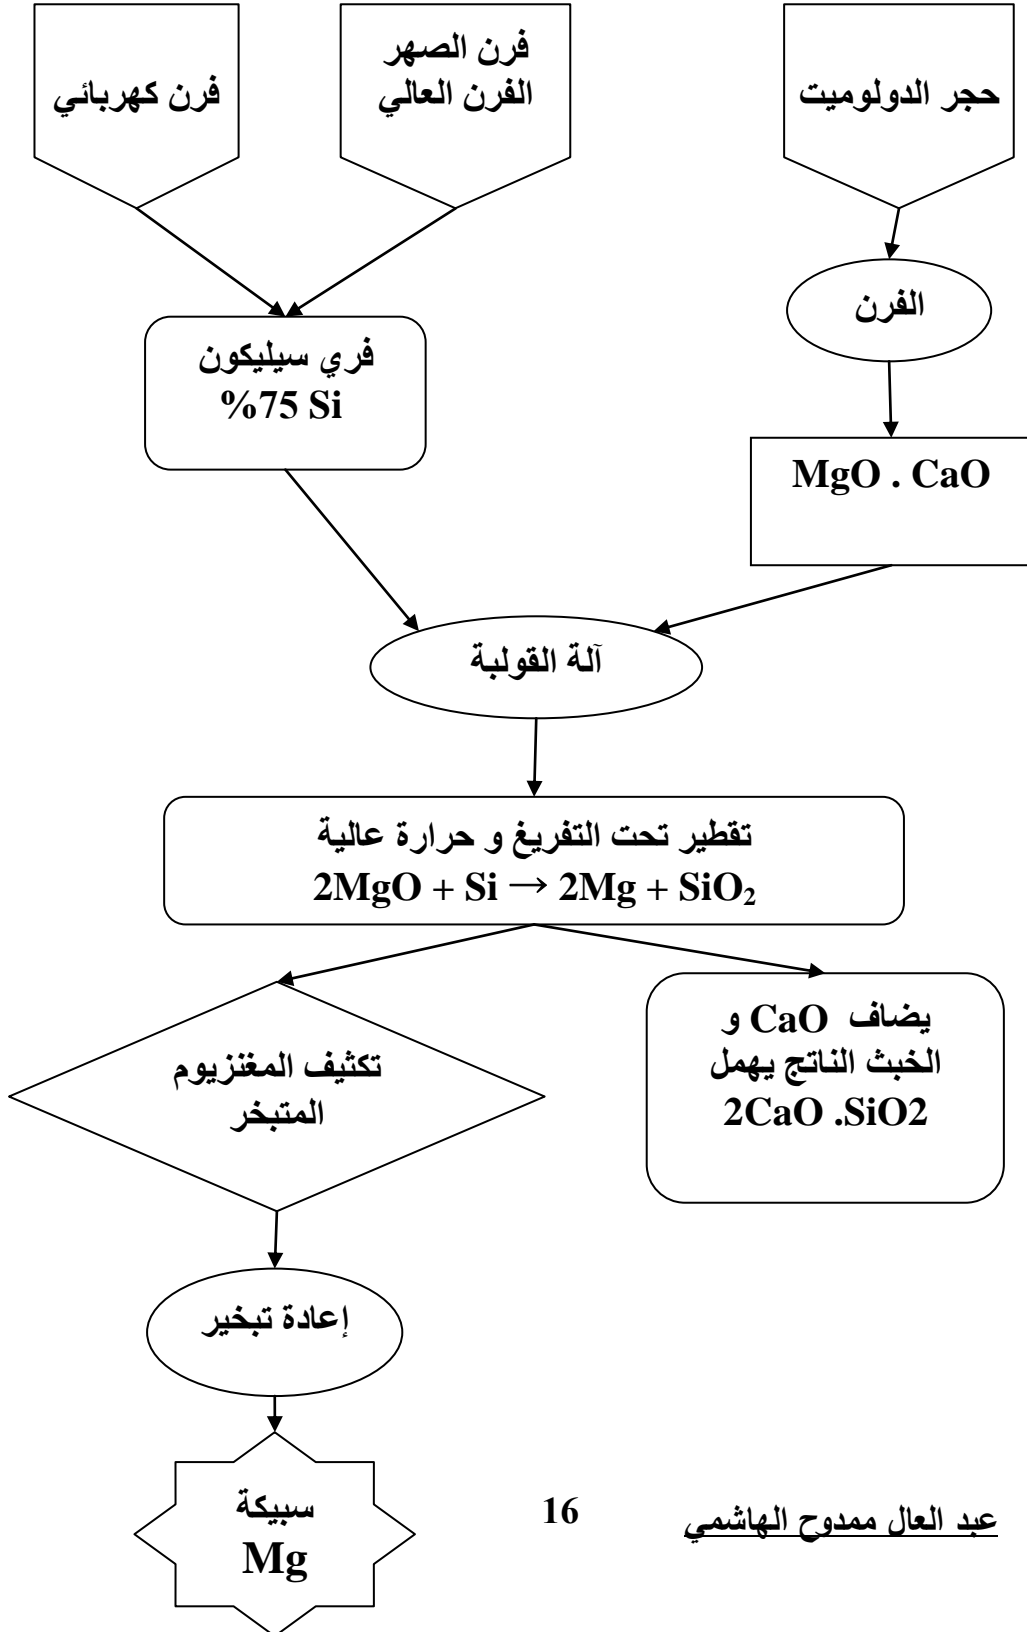 حجر الدولوميت
فرن الصهر
الفرن العالي
فرن كهربائي
الفرن
فري سيليكون
%75 Si
MgO . CaO
آلة القولبة
تقطير تحت التفريغ و حرارة عالية
2MgO + Si → 2Mg + SiO₂
يضاف CaO و
الخبث الناتج يهمل
2CaO .SiO2
تكثيف المغنزيوم
المتبخر
إعادة تبخير
سبيكة
Mg
عبد العال ممدوح الهاشمي
16